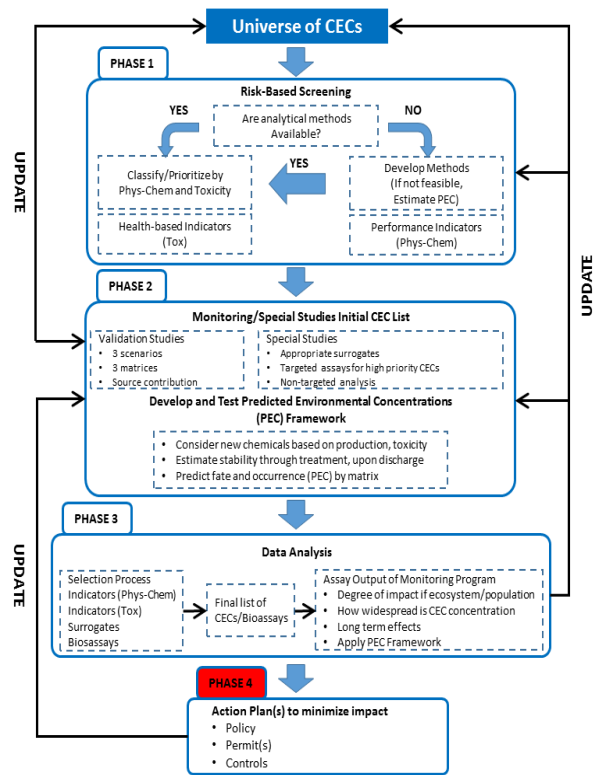 Universe of CECs
PHASE 1
Risk-Based Screening
YES
Are analytical methods
Available?
NO
Classify/Prioritize by
Phys-Chem and Toxicity
YES
Develop Methods
(If not feasible,
Estimate PEC)
Health-based Indicators
(Tox)
Performance Indicators
(Phys-Chem)
UPDATE
UPDATE
PHASE 2
Monitoring/Special Studies Initial CEC List
Validation Studies
• 3 scenarios
• 3 matrices
• Source contribution
Special Studies
• Appropriate surrogates
• Targeted assays for high priority CECs
• Non-targeted analysis
Develop and Test Predicted Environmental Concentrations
(PEC) Framework
• Consider new chemicals based on production, toxicity
• Estimate stability through treatment, upon discharge
• Predict fate and occurrence (PEC) by matrix
PHASE 3
Data Analysis
Selection Process
Indicators (Phys-Chem)
Indicators (Tox)
Surrogates
Biosassays
Final list of
CECs/Bioassays
Assay Output of Monitoring Program
• Degree of impact if ecosystem/population
• How widespread is CEC concentration
• Long term effects
• Apply PEC Framework
UPDATE
PHASE 4
Action Plan(s) to minimize impact
• Policy
• Permit(s)
• Controls